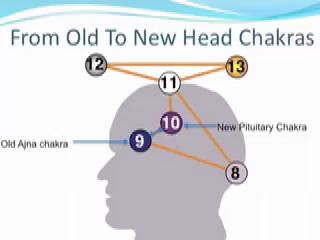 From Old To New Head Chakras
12
13
11
10
New Pituitary Chakra
Old Ajna chakra
9
8